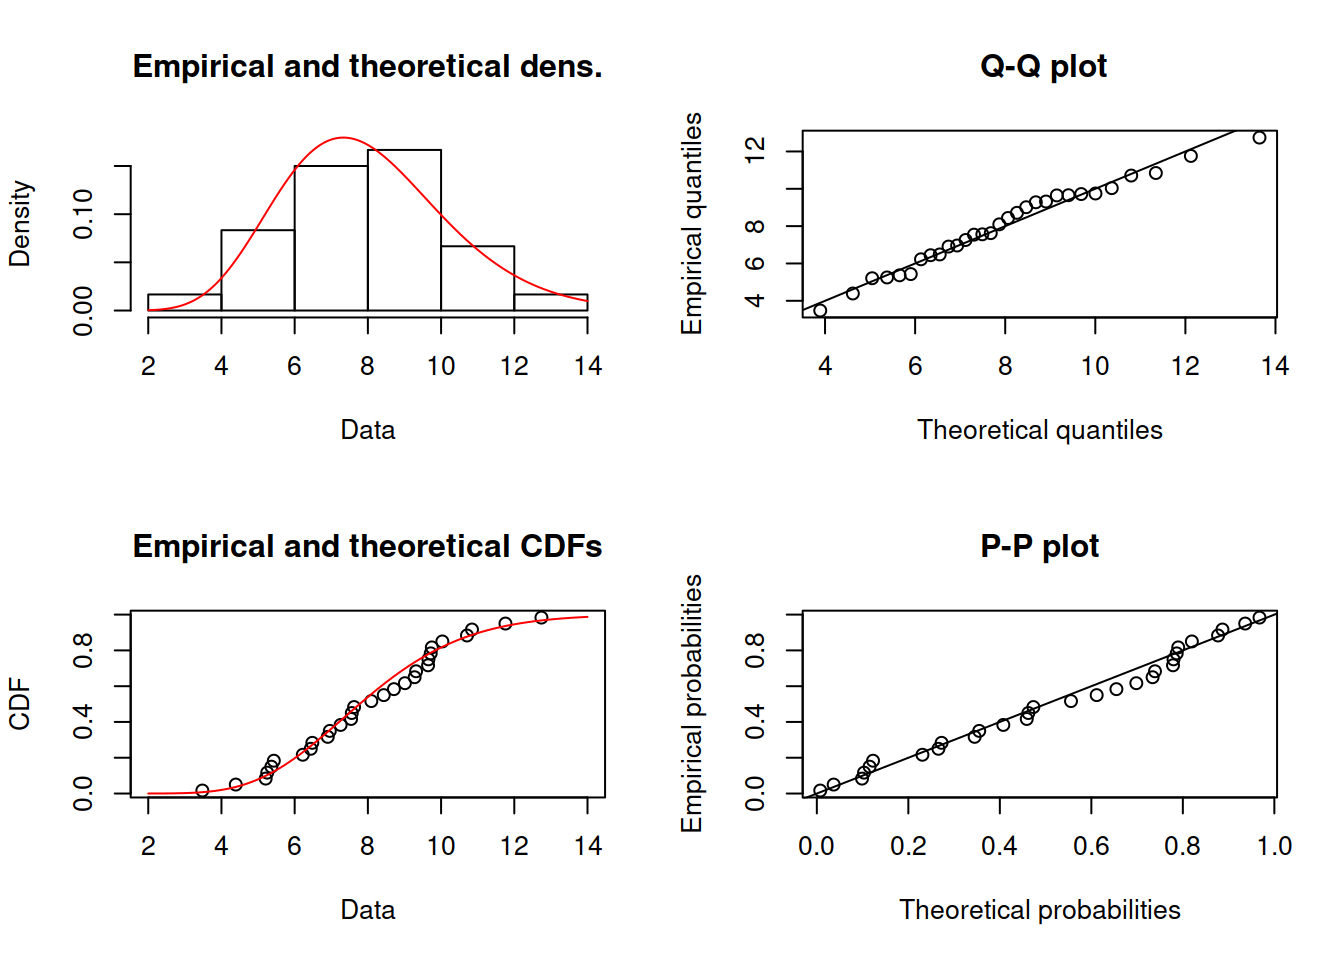 Empirical and theoretical dens.
Density
0.00 0.10
2 4 6 8 10 12 14
Data
Q-Q plot
Empirical quantiles
4 6 8 12
4 6 8 10 12 14
Theoretical quantiles
Empirical and theoretical CDFs
CDF
0.0 0.4 0.8
2 4 6 8 10 12 14
Data
P-P plot
Empirical probabilities
0.0 0.4 0.8
0.0 0.2 0.4 0.6 0.8 1.0
Theoretical probabilities